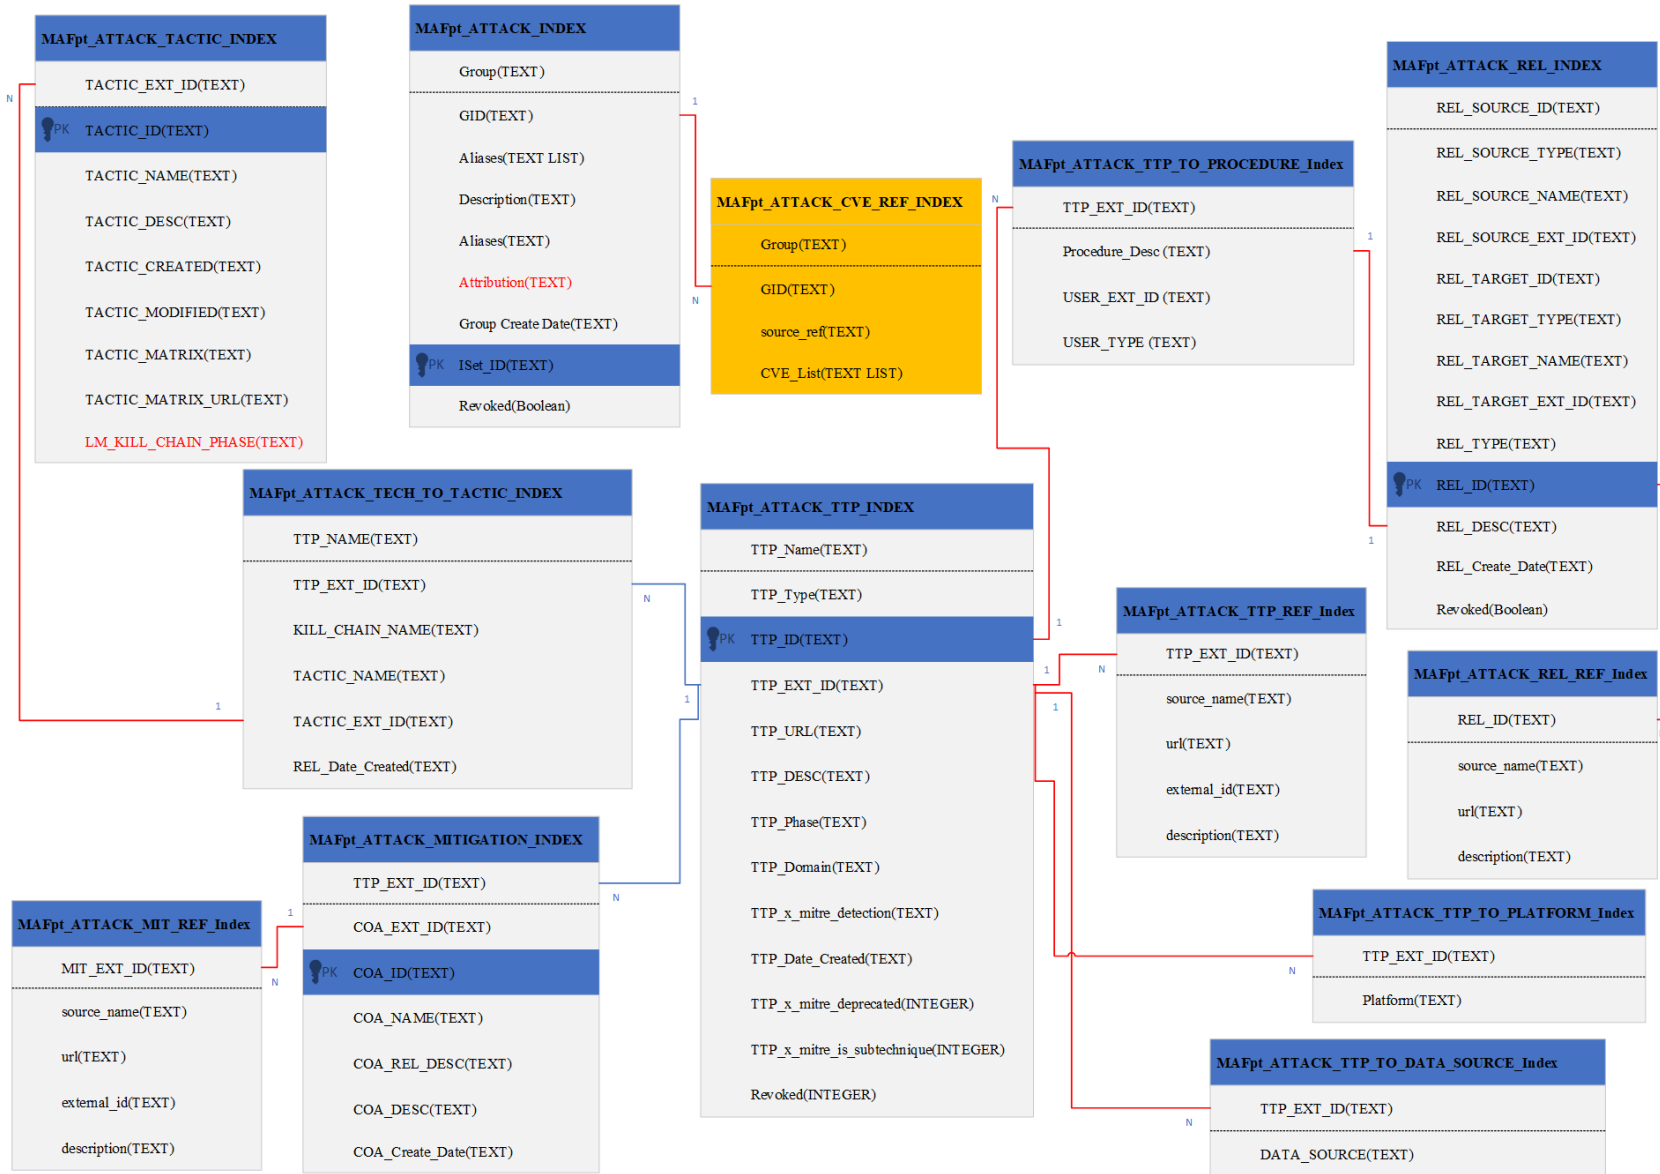 MAFpt_ATTACK_TACTIC_INDEX
TACTIC_EXT_ID(TEXT)
PK TACTIC_ID(TEXT)
TACTIC_NAME(TEXT)
TACTIC_DESC(TEXT)
TACTIC_CREATED(TEXT)
TACTIC_MODIFIED(TEXT)
TACTIC_MATRIX(TEXT)
TACTIC_MATRIX_URL(TEXT)
LM_KILL_CHAIN_PHASE(TEXT)
N
MAFpt_ATTACK_INDEX
Group(TEXT)
GID(TEXT)
Aliases(TEXT LIST)
Description(TEXT)
Aliases(TEXT)
Attribution(TEXT)
Group Create Date(TEXT)
PK ISet_ID(TEXT)
Revoked(Boolean)
1
N
MAFpt_ATTACK_CVE_REF_INDEX
Group(TEXT)
GID(TEXT)
source_ref(TEXT)
CVE_List(TEXT LIST)
N
MAFpt_ATTACK_TTP_TO_PROCEDURE_Index
TTP_EXT_ID(TEXT)
Procedure_Desc (TEXT)
USER_EXT_ID (TEXT)
USER_TYPE (TEXT)
1
MAFpt_ATTACK_REL_INDEX
REL_SOURCE_ID(TEXT)
REL_SOURCE_TYPE(TEXT)
REL_SOURCE_NAME(TEXT)
REL_SOURCE_EXT_ID(TEXT)
REL_TARGET_ID(TEXT)
REL_TARGET_TYPE(TEXT)
REL_TARGET_NAME(TEXT)
REL_TARGET_EXT_ID(TEXT)
REL_TYPE(TEXT)
PK REL_ID(TEXT)
REL_DESC(TEXT)
REL_Create_Date(TEXT)
Revoked(Boolean)
1
MAFpt_ATTACK_TECH_TO_TACTIC_INDEX
TTP_NAME(TEXT)
TTP_EXT_ID(TEXT)
KILL_CHAIN_NAME(TEXT)
TACTIC_NAME(TEXT)
TACTIC_EXT_ID(TEXT)
REL_Date_Created(TEXT)
1
N
MAFpt_ATTACK_TTP_INDEX
TTP_Name(TEXT)
TTP_Type(TEXT)
PK TTP_ID(TEXT)
TTP_EXT_ID(TEXT)
TTP_URL(TEXT)
TTP_DESC(TEXT)
TTP_Phase(TEXT)
TTP_Domain(TEXT)
TTP_x_mitre_detection(TEXT)
TTP_Date_Created(TEXT)
TTP_x_mitre_deprecated(INTEGER)
TTP_x_mitre_is_subtechnique(INTEGER)
Revoked(INTEGER)
1
1
1
1
N
MAFpt_ATTACK_TTP_REF_Index
TTP_EXT_ID(TEXT)
source_name(TEXT)
url(TEXT)
external_id(TEXT)
description(TEXT)
MAFpt_ATTACK_REL_REF_Index
REL_ID(TEXT)
source_name(TEXT)
url(TEXT)
description(TEXT)
MAFpt_ATTACK_MITIGATION_INDEX
TTP_EXT_ID(TEXT)
COA_EXT_ID(TEXT)
PK COA_ID(TEXT)
COA_NAME(TEXT)
COA_REL_DESC(TEXT)
COA_DESC(TEXT)
COA_Create_Date(TEXT)
N
1
N
MAFpt_ATTACK_MIT_REF_Index
MIT_EXT_ID(TEXT)
source_name(TEXT)
url(TEXT)
external_id(TEXT)
description(TEXT)
MAFpt_ATTACK_TTP_TO_PLATFORM_Index
TTP_EXT_ID(TEXT)
Platform(TEXT)
N
MAFpt_ATTACK_TTP_TO_DATA_SOURCE_Index
TTP_EXT_ID(TEXT)
DATA_SOURCE(TEXT)
N